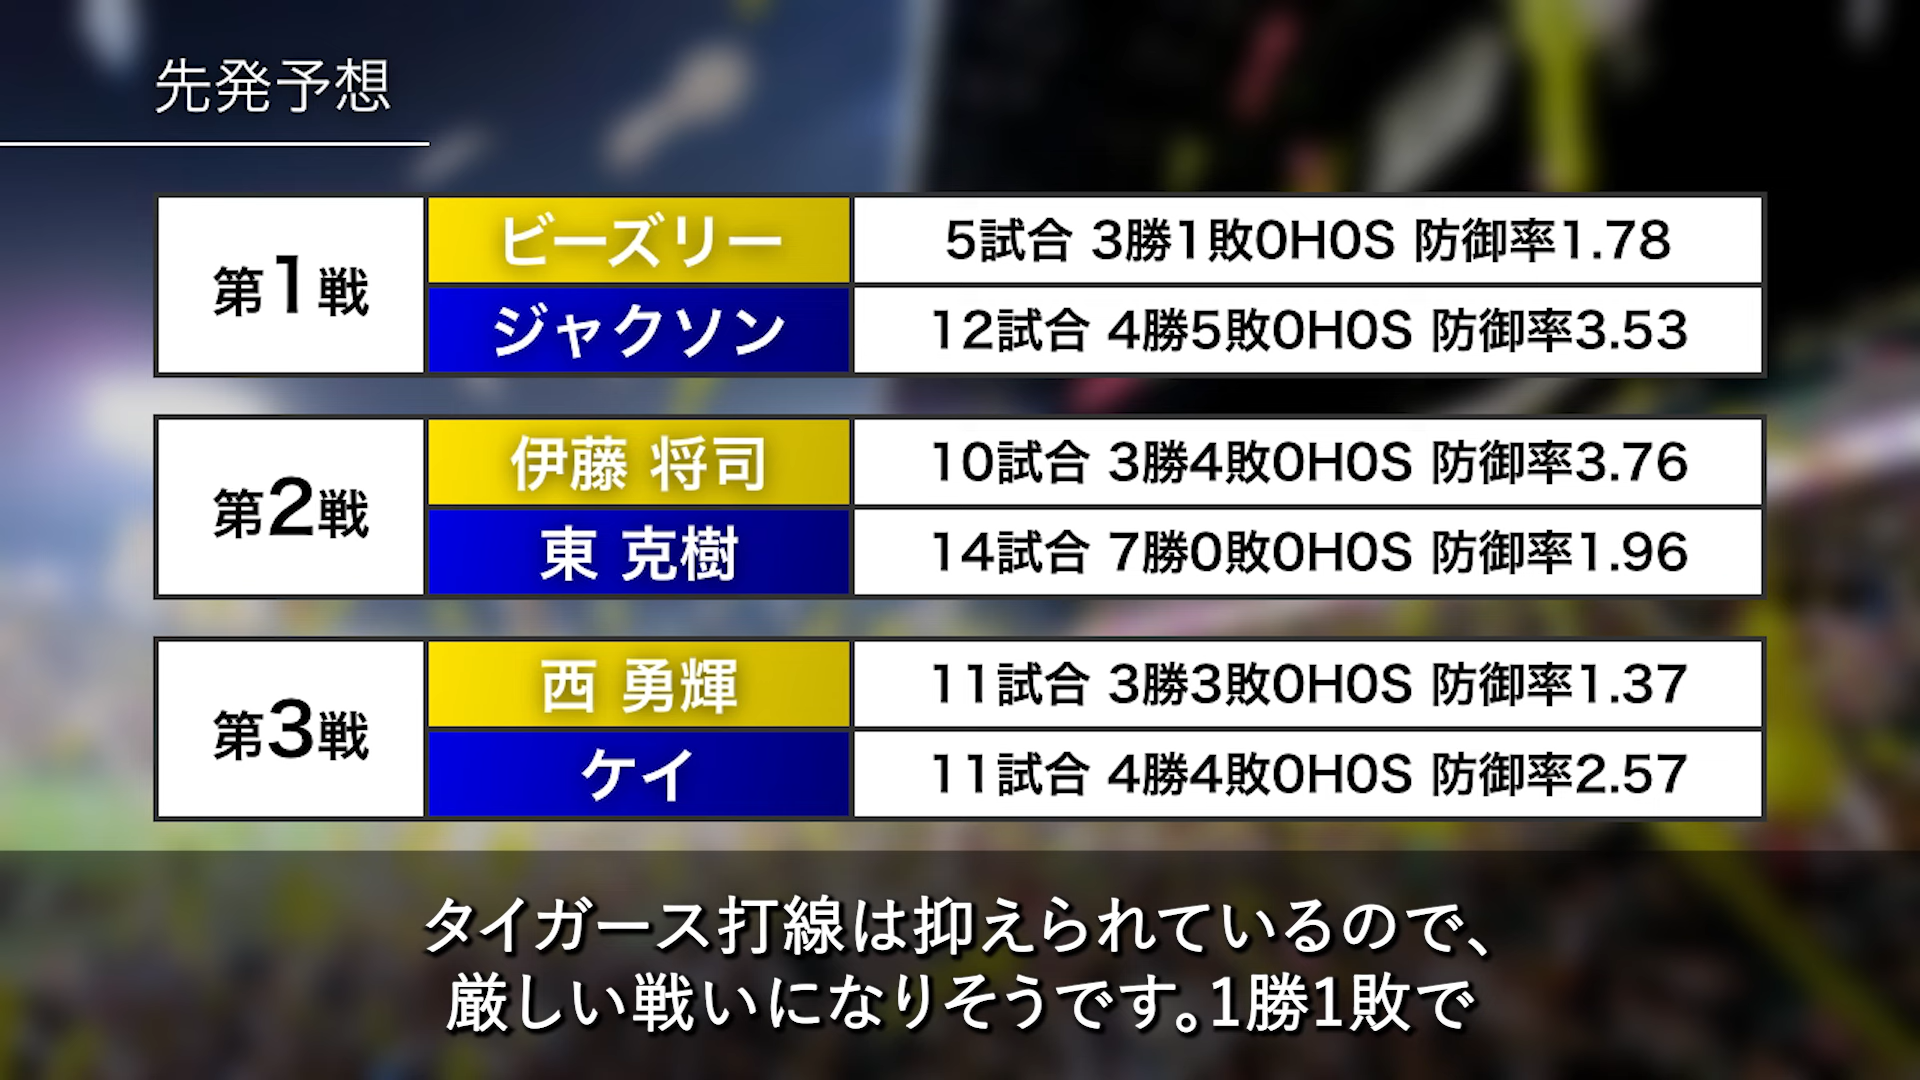 先発予想
第1戦
ビーズリー
5試合 3勝1敗0H0S 防御率1.78
ジャクソン
12試合 4勝5敗0H0S 防御率3.53
第2戦
伊藤 将司
10試合 3勝4敗0H0S 防御率3.76
東 克樹
14試合 7勝0敗0H0S 防御率1.96
第3戦
西 勇輝
11試合 3勝3敗0H0S 防御率1.37
ケイ
11試合 4勝4敗0H0S 防御率2.57
タイガース打線は抑えられているので、
厳しい戦いになりそうです。1勝1敗で